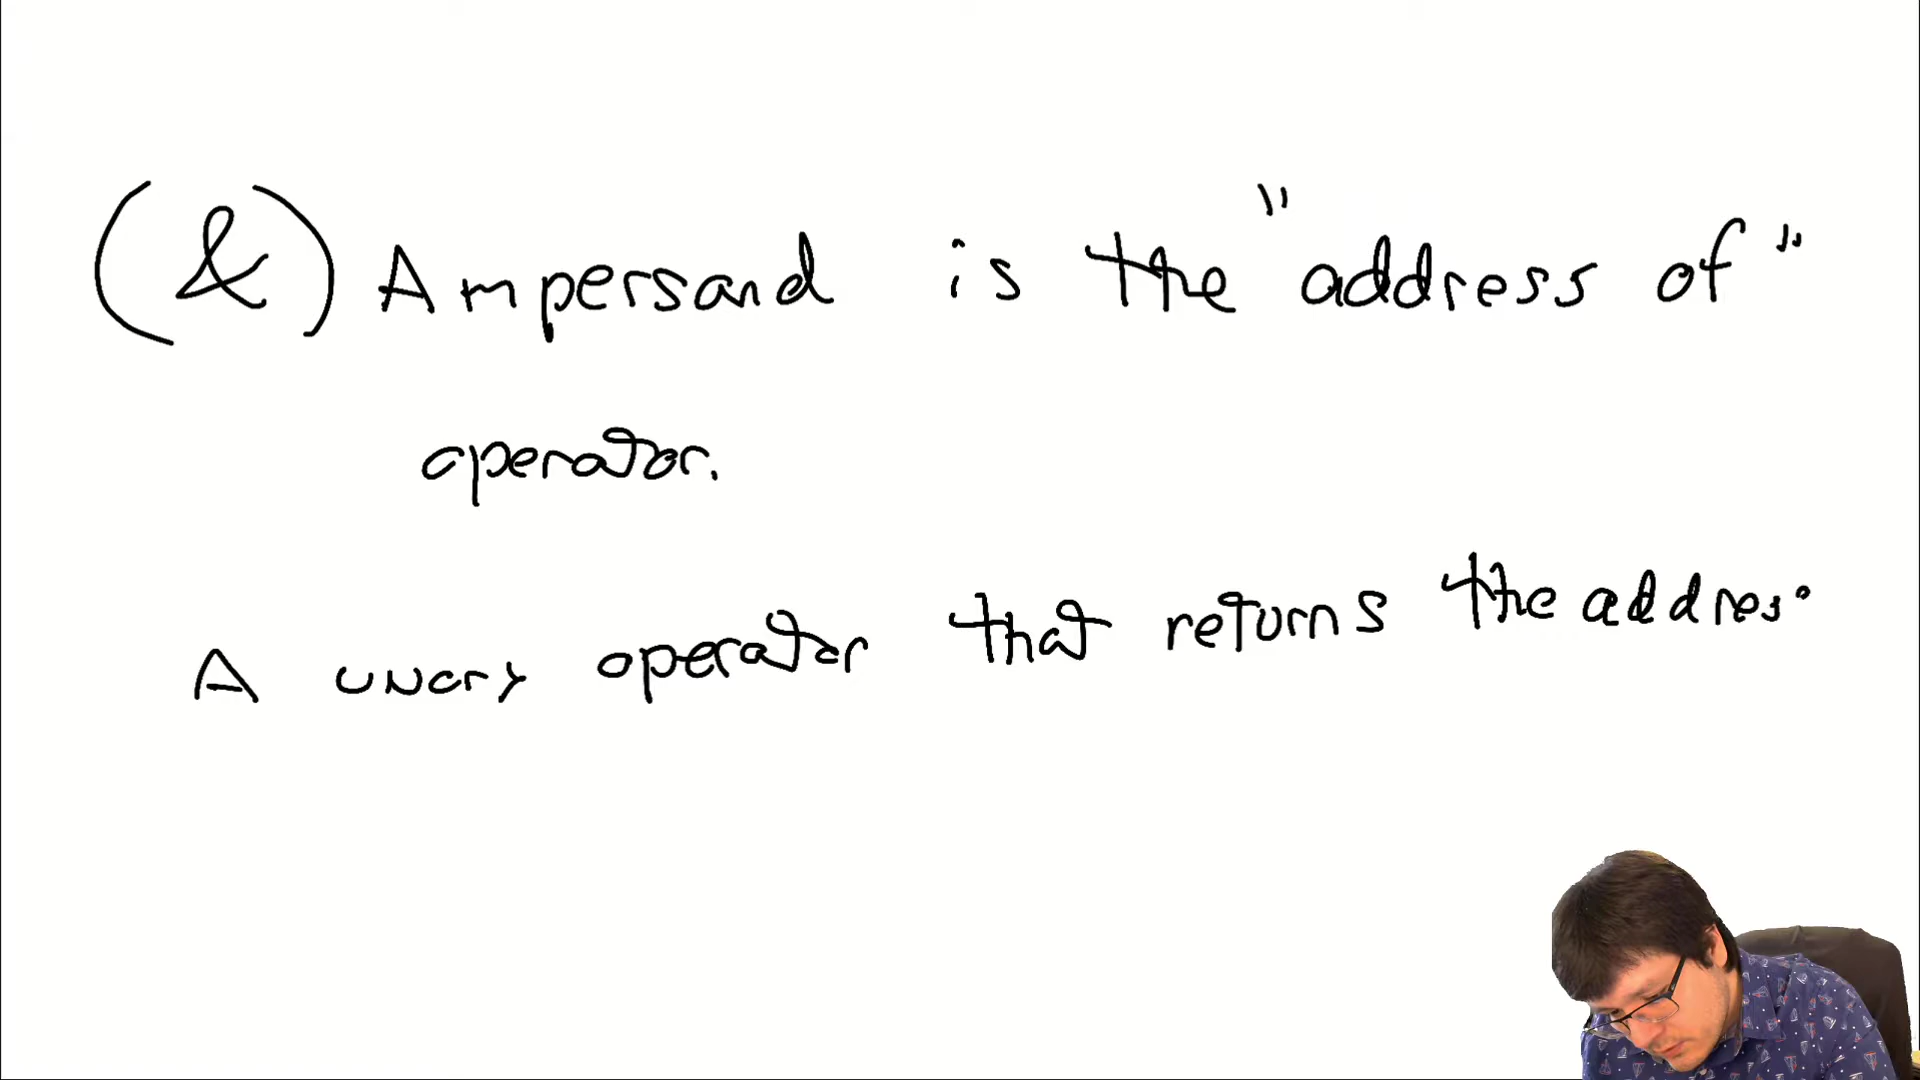 (&) Ampersand is the "address of"
operator.
A unary operator that returns the address